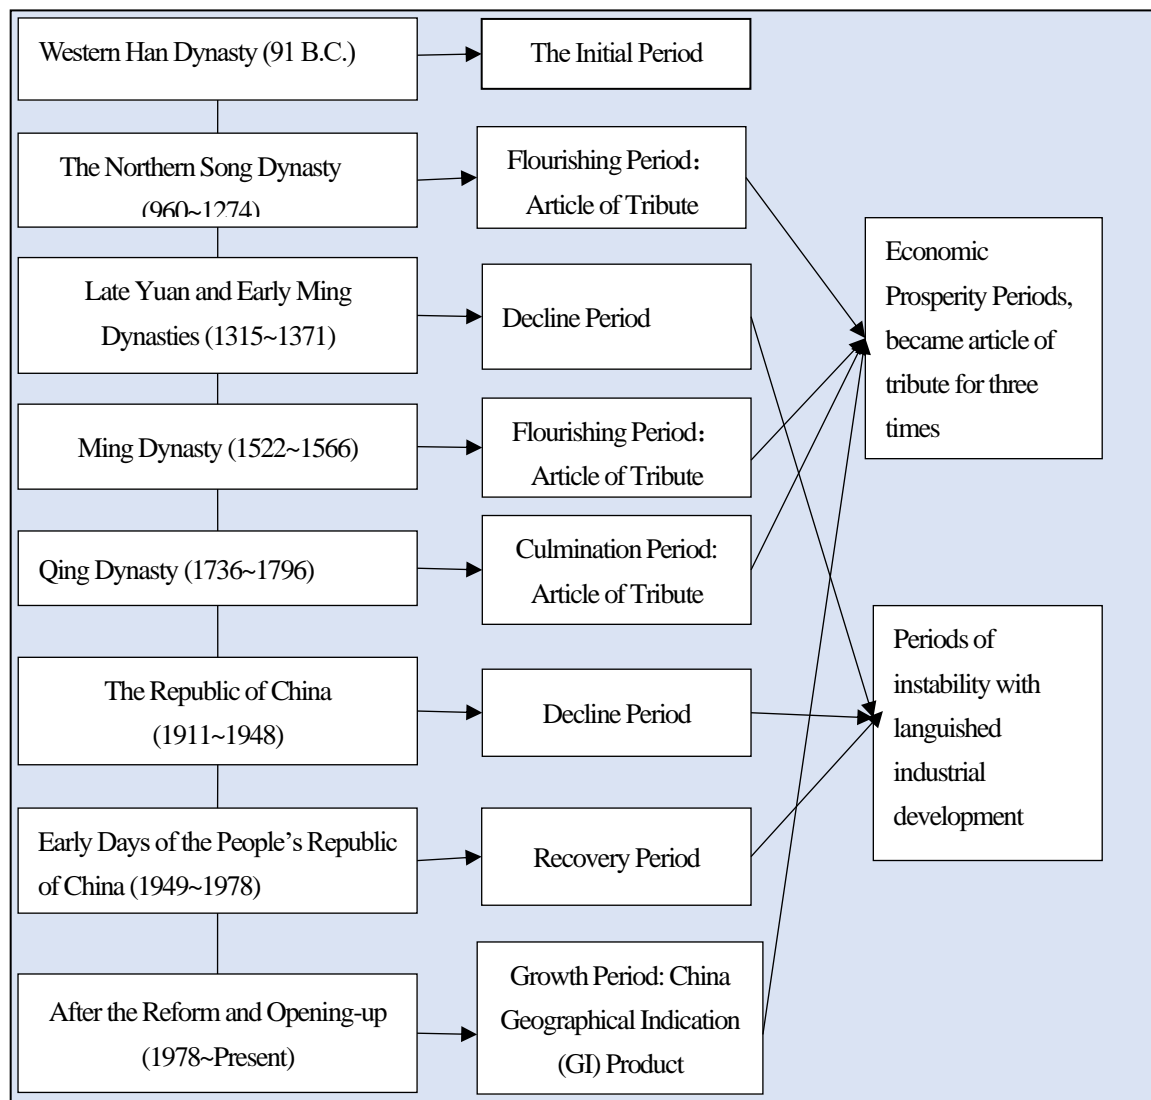 Western Han Dynasty (91 B.C.)
The Initial Period
The Northern Song Dynasty
(960~1274)
Flourishing Period：
Article of Tribute
Late Yuan and Early Ming
Dynasties (1315~1371)
Decline Period
Ming Dynasty (1522~1566)
Flourishing Period：
Article of Tribute
Qing Dynasty (1736~1796)
Culmination Period:
Article of Tribute
The Republic of China
(1911~1948)
Decline Period
Early Days of the People’s Republic
of China (1949~1978)
Recovery Period
After the Reform and Opening-up
(1978~Present)
Growth Period: China
Geographical Indication
(GI) Product
Economic
Prosperity Periods,
became article of
tribute for three
times
Periods of
instability with
languished
industrial
development